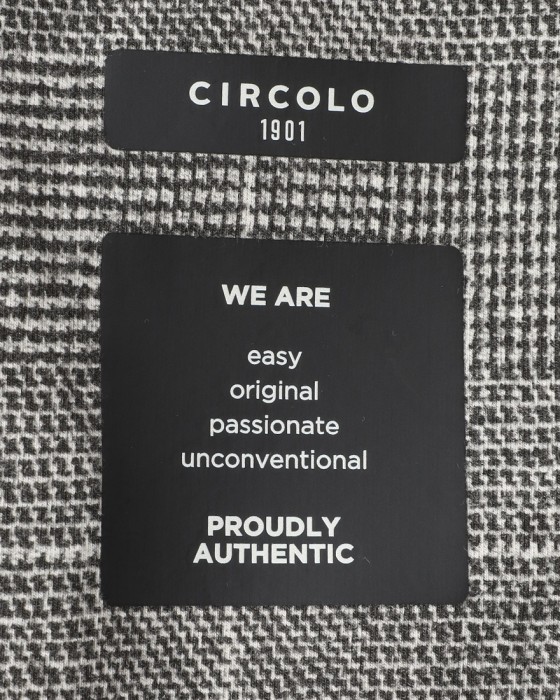 CIRCOLO
1901
WE ARE
easy
original
passionate
unconventional
PROUDLY
AUTHENTIC